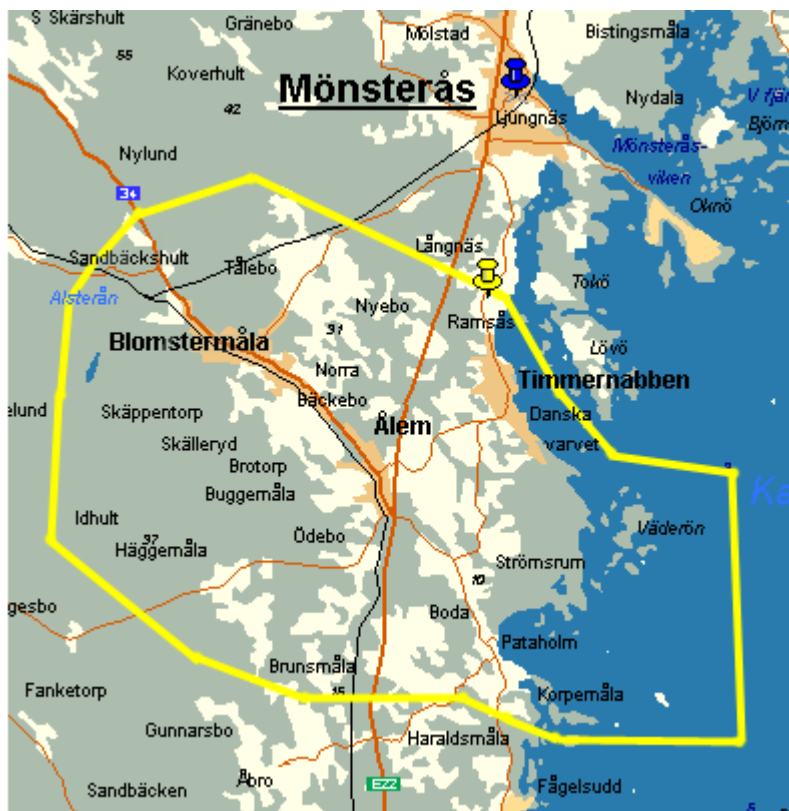 S Skärshult
Gränebo
Mölstad
Bistingsmåla
55
Koverhult
Mönsterås
Nydala
V fjär
42
Ljungnäs
Björn
Nylund
Mönsterås-
viken
34
Oknö
Långnäs
Sandbäckshult
Tålebo
Tokö
Alsterån
Nyebo
Ramsås
31
Blomstermåla
Lövö
Norra
Timmernabben
Bäckebo
elund
Skäppentorp
Ålem
Danska
varvet
Skälleryd
Brotorp
Ke
Buggemåla
Idhult
Väderön
Ödebo
37
Häggemåla
Strömsrum
10
gesbo
Boda
Pataholm
Brunsmåla
Fanketorp
15
Korpemåla
Gunnarsbo
Haraldsmåla
Åbro
E22
Sandbäcken
Fågelsudd
5